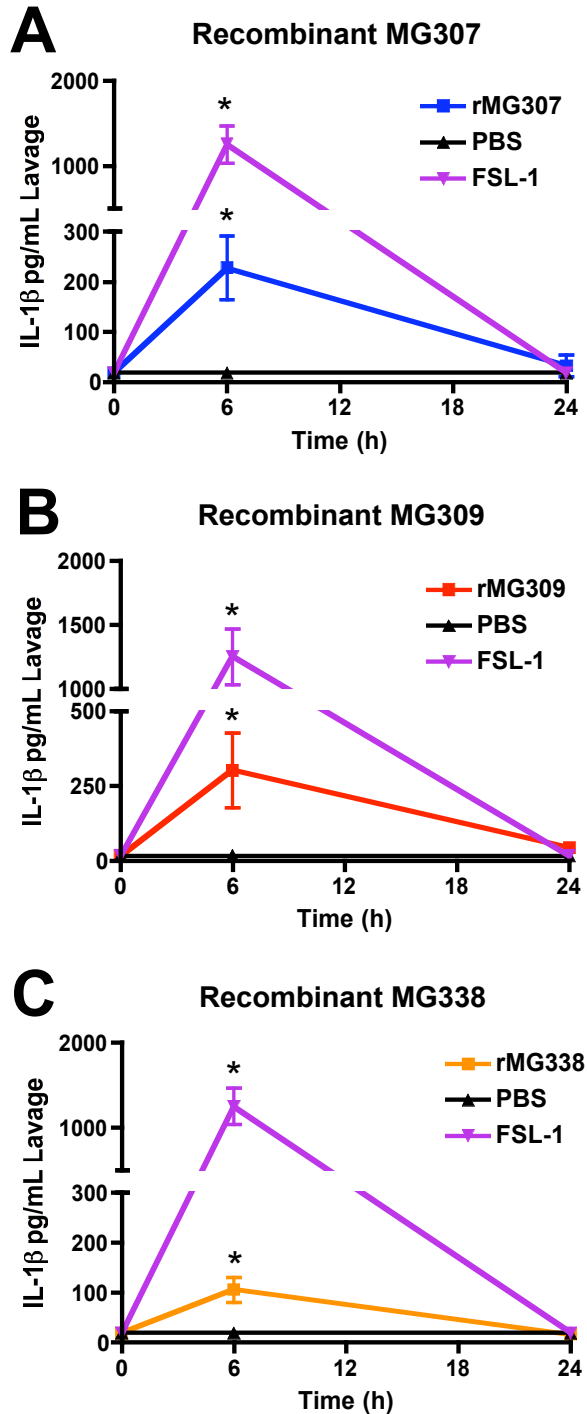 A
Recombinant MG307
IL-1β pg/mL Lavage
2000
1000
300
200
100
0
*
*
rMG307
PBS
FSL-1
0 6 12 18 24
Time (h)
B
Recombinant MG309
IL-1β pg/mL Lavage
2000
1500
1000
500
250
0
*
*
rMG309
PBS
FSL-1
0 6 12 18 24
Time (h)
C
Recombinant MG338
IL-1β pg/mL Lavage
2000
1000
300
200
100
0
*
*
rMG338
PBS
FSL-1
0 6 12 18 24
Time (h)